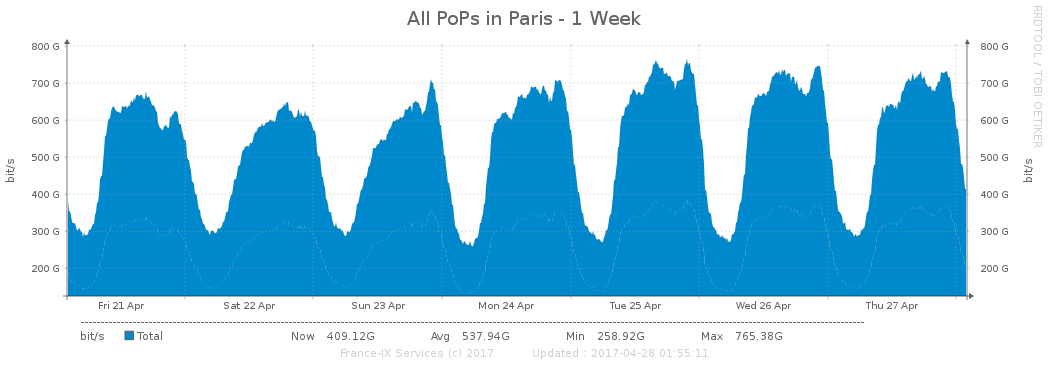 All PoPs in Paris - 1 Week
RRDTOOL / TOBI OETIKER
800 G 800 G
700 G 700 G
600 G 600 G
500 G 500 G
400 G 400 G
300 G 300 G
200 G 200 G
bit/s
bit/s
Fri 21 Apr Sat 22 Apr Sun 23 Apr Mon 24 Apr Tue 25 Apr Wed 26 Apr Thu 27 Apr
bit/s Total Now 409.12G Avg 537.94G Min 258.92G Max 765.38G
France-IX Services (c) 2017 Updated : 2017-04-28 01:55:11